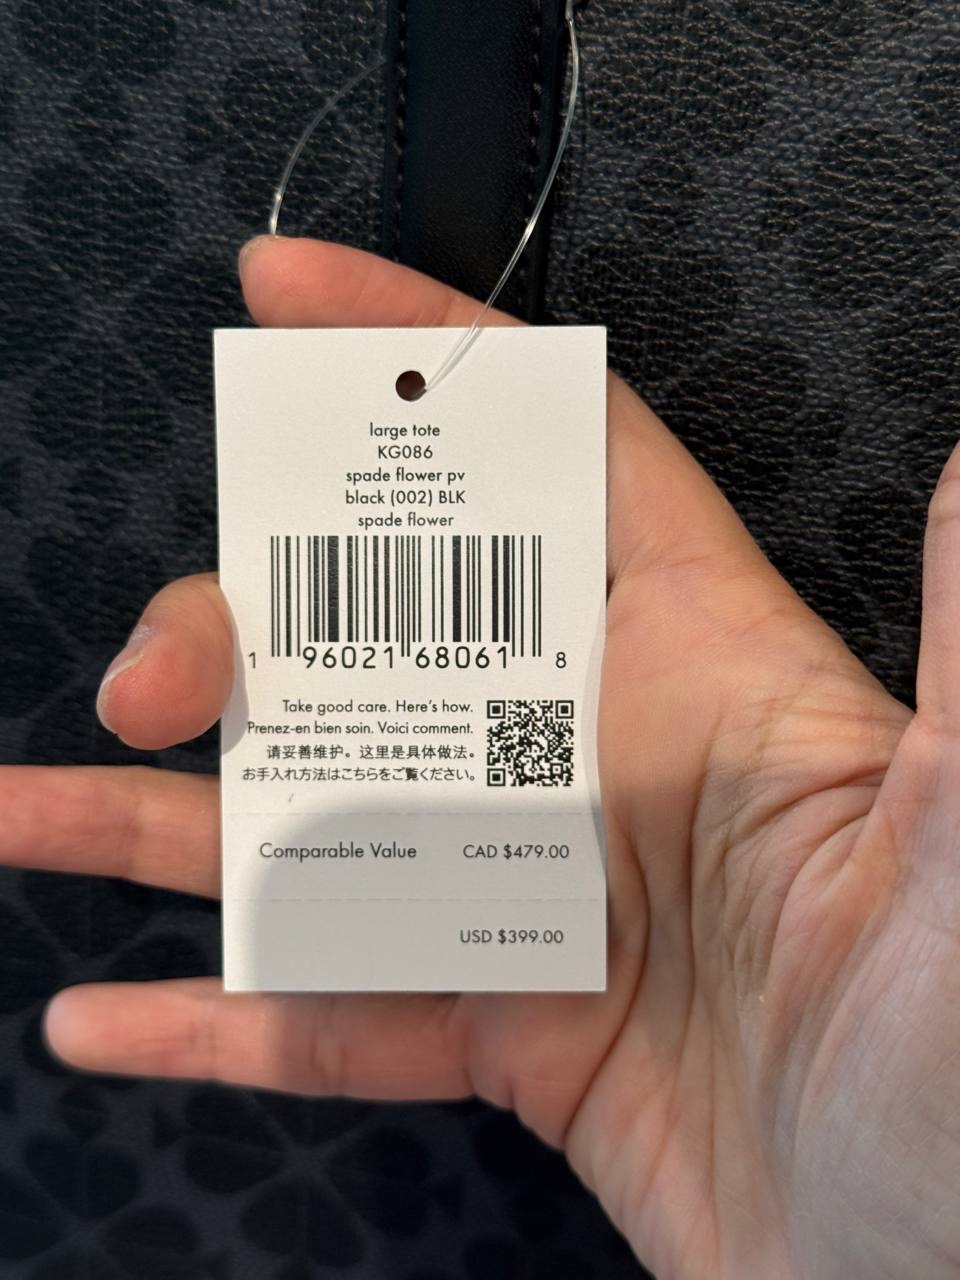 large tote
KG086
spade flower pv
black (002) BLK
spade flower
1 96021 68061 8
Take good care. Here's how.
Prenez-en bien soin. Voici comment.
请妥善维护。这里是具体做法。
お手入れ方法はこちらをご覧ください。
Comparable Value CAD $479.00
USD $399.00